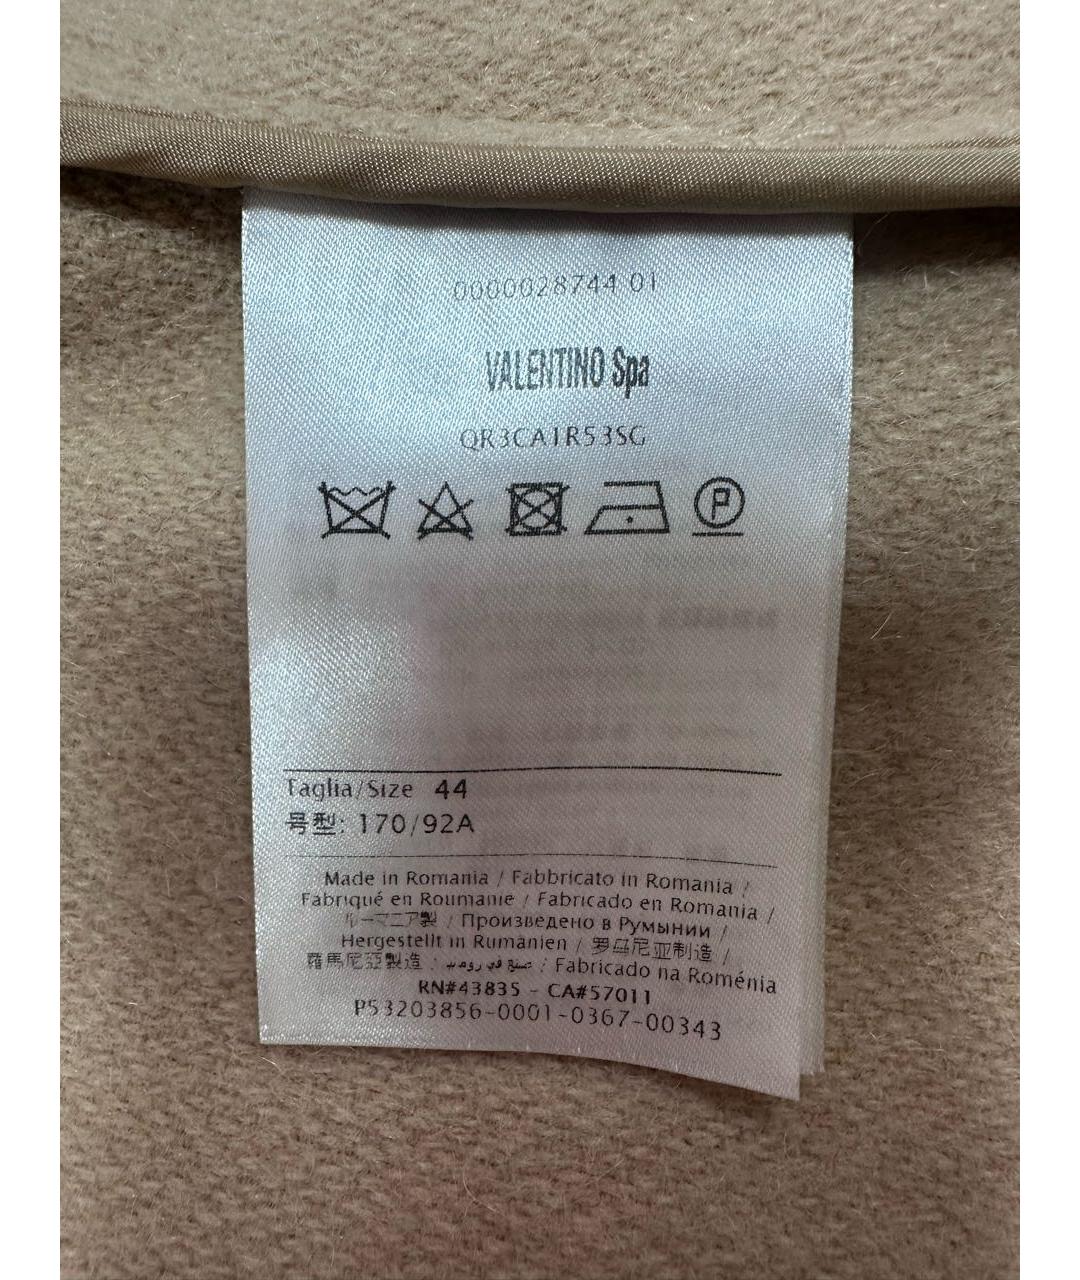 0000028744 01
VALENTINO Spa
QR3CA1R53SG
P
Taglia/Size 44
号型: 170/92A
Made in Romania / Fabbricato in Romania /
Fabriqué en Roumanie / Fabricado en Romania /
ルーマニア製 / Произведено в Румынии /
Hergestellt in Rumänien / 罗马尼亚制造 /
羅馬尼亞製造 / صنع في رومانيا / Fabricado na Roménia
RN#43835 - CA#57011
P53203856-0001-0367-00343